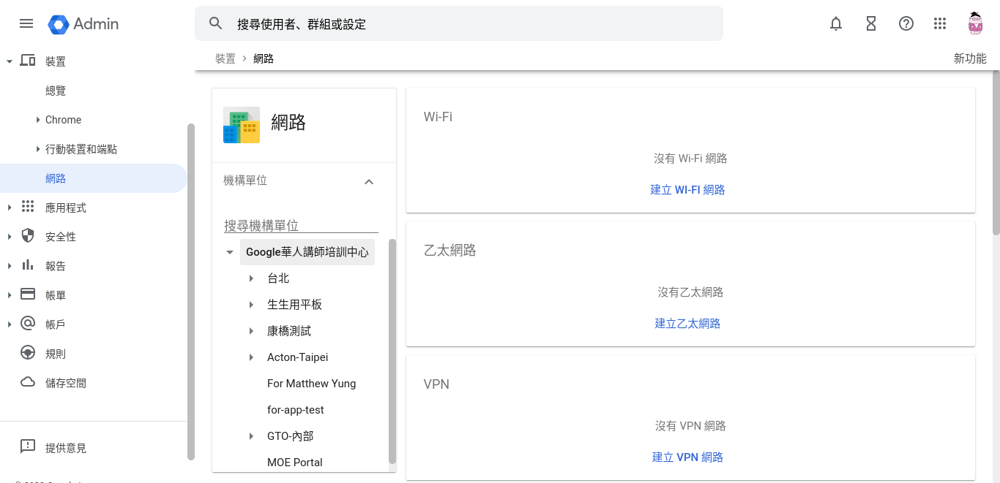 Admin
搜尋使用者、群組或設定
裝置
總覽
Chrome
行動裝置和端點
網路
應用程式
安全性
報告
帳單
帳戶
規則
儲存空間
提供意見
裝置 > 網路
新功能
網路
機構單位
搜尋機構單位
Google華人講師培訓中心
台北
生生用平板
康橋測試
Acton-Taipei
For Matthew Yung
for-app-test
GTO-內部
MOE Portal
Wi-Fi
沒有 Wi-Fi 網路
建立 WI-FI 網路
乙太網路
沒有乙太網路
建立乙太網路
VPN
沒有 VPN 網路
建立 VPN 網路